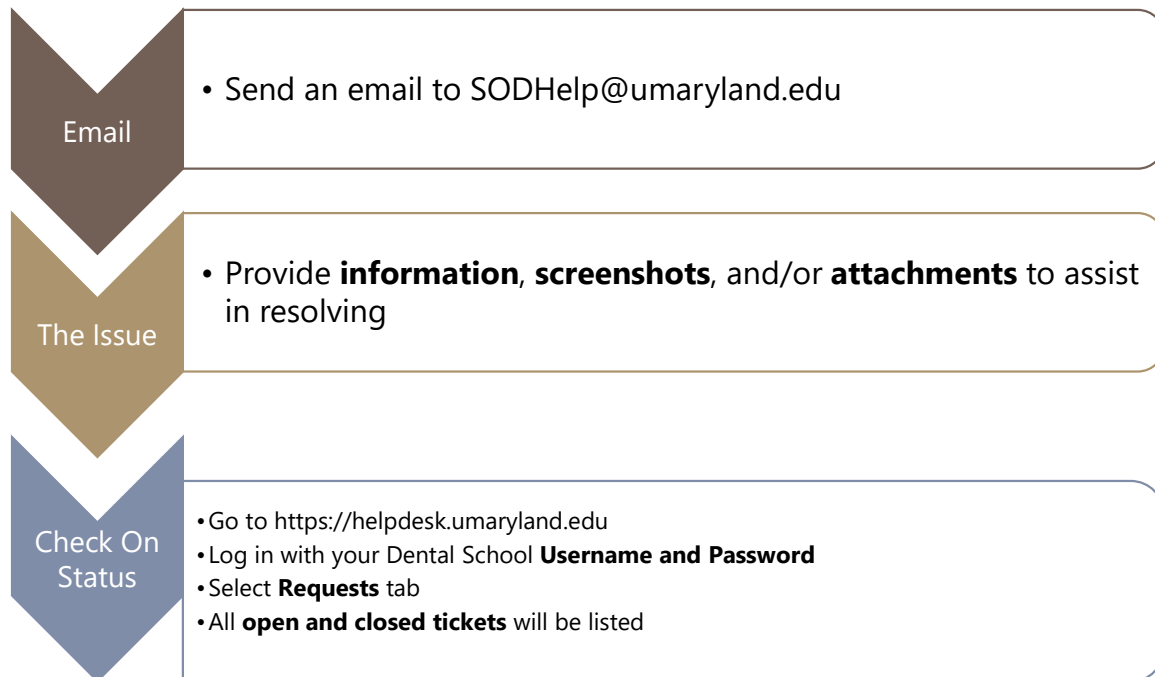 Email
• Send an email to SODHelp@umaryland.edu
The Issue
• Provide information, screenshots, and/or attachments to assist
in resolving
Check On
Status
•Go to https://helpdesk.umaryland.edu
•Log in with your Dental School Username and Password
•Select Requests tab
•All open and closed tickets will be listed